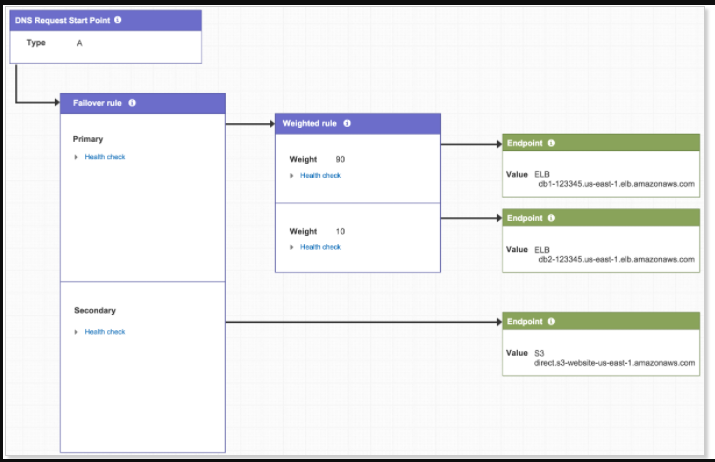 DNS Request Start Point
Type A
Failover rule
Primary
Health check
Secondary
Health check
Weighted rule
Weight 90
Health check
Weight 10
Health check
Endpoint
Value ELB
db1-123345.us-east-1.elb.amazonaws.com
Endpoint
Value ELB
db2-123345.us-east-1.elb.amazonaws.com
Endpoint
Value S3
direct.s3-website-us-east-1.amazonaws.com